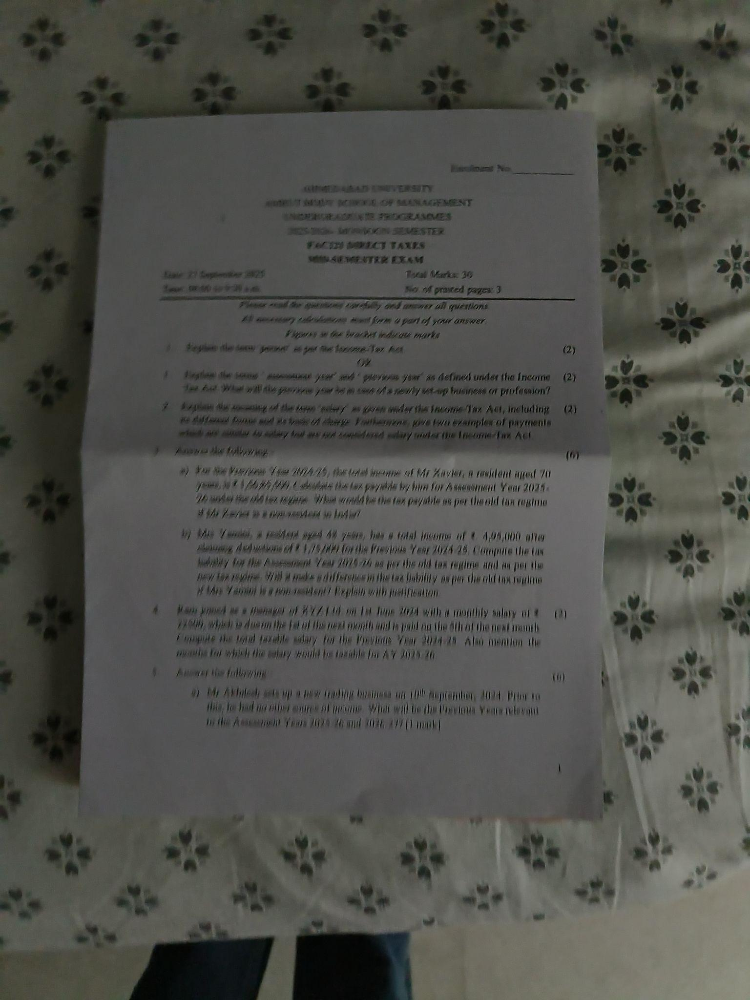 Enrolment No.
AHMEDABAD UNIVERSITY
AMRUT MODY SCHOOL OF MANAGEMENT
UNDERGRADUATE PROGRAMMES
2025-2026- MONSOON SEMESTER
DIRECT TAXES
MID-SEMESTER EXAM
Date: 27 September 2025 Total Marks: 30
Time: No. of printed pages: 3
Please read the questions carefully and answer all questions.
All necessary calculations must form a part of your answer.
Figures in the bracket indicate marks
1. Explain the term 'person' as per the Income-Tax Act. (2)
OR
1. Explain the terms ' assessment year' and ' previous year' as defined under the Income (2)
Tax Act. What will the previous year be in case of a newly set-up business or profession?
2. Explain the meaning of the term 'salary' as given under the Income-Tax Act, including (2)
its different forms and its basis of charge. Furthermore, give two examples of payments
which are similar to salary but are not considered salary under the Income-Tax Act.
3. Answer the following: (6)
a) For the Previous Year 2024-25, the total income of Mr Xavier, a resident aged 70
years, is ₹ Calculate the tax payable by him for Assessment Year 2025-
26 under the old tax regime. What would be the tax payable as per the old tax regime
if Mr Xavier is a non-resident in India?
b) Mrs a resident aged years, has a total income of ₹ 4,95,000 after
claiming deductions of ₹ 1,75,000 for the Previous Year 2024-25. Compute the tax
liability for the Assessment Year 2025-26 as per the old tax regime and as per the
new tax regime. Will it make a difference in the tax liability as per the old tax regime
if Mrs is a non-resident? Explain with justification.
4. Ram joined as a manager of XYZ Ltd. on 1st June 2024 with a monthly salary of ₹ (2)
which is due on the 1st of the next month and is paid on the 5th of the next month.
Compute the total taxable salary for the Previous Year 2024-25. Also mention the
months for which the salary would be taxable for AY 2025-26.
5. Answer the following: (6)
a) Mr Akhilesh sets up a new trading business on 10th September, 2024. Prior to
this, he had no other source of income. What will be the Previous Years relevant
to the Assessment Years 2025-26 and 2026-27? [1 mark]
1